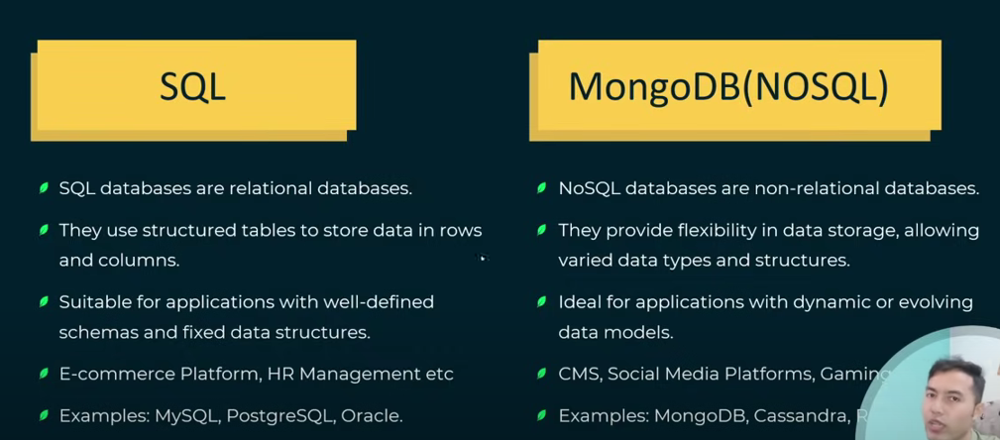 SQL
SQL databases are relational databases.
They use structured tables to store data in rows
and columns.
Suitable for applications with well-defined
schemas and fixed data structures.
E-commerce Platform, HR Management etc
Examples: MySQL, PostgreSQL, Oracle.
MongoDB(NOSQL)
NoSQL databases are non-relational databases.
They provide flexibility in data storage, allowing
varied data types and structures.
Ideal for applications with dynamic or evolving
data models.
CMS, Social Media Platforms, Gaming
Examples: MongoDB, Cassandra,